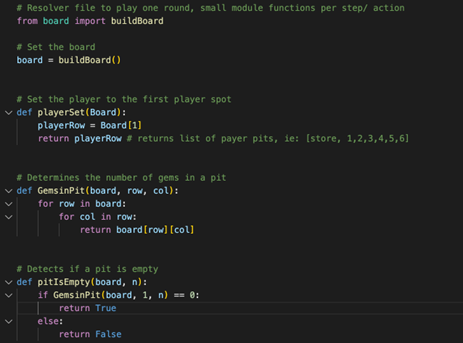 # Resolver file to play one round, small module functions per step/ action
from board import buildBoard
# Set the board
board = buildBoard()
# Set the player to the first player spot
def playerSet(Board):
    playerRow = Board[1]
    return playerRow # returns list of payer pits, ie: [store, 1,2,3,4,5,6]
# Determines the number of gems in a pit
def GemsinPit(board, row, col):
    for row in board:
        for col in row:
            return board[row][col]
# Detects if a pit is empty
def pitIsEmpty(board, n):
    if GemsinPit(board, 1, n) == 0:
        return True
    else:
        return False